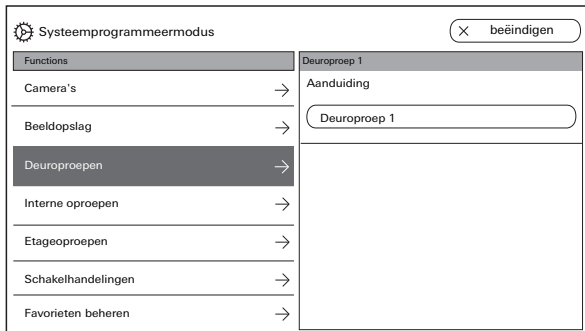 Systeemprogrammeermodus
beëindigen
Functions
Camera's
Beeldopslag
Deuroproepen
Interne oproepen
Etageoproepen
Schakelhandelingen
Favorieten beheren
Deuroproep 1
Aanduiding
Deuroproep 1